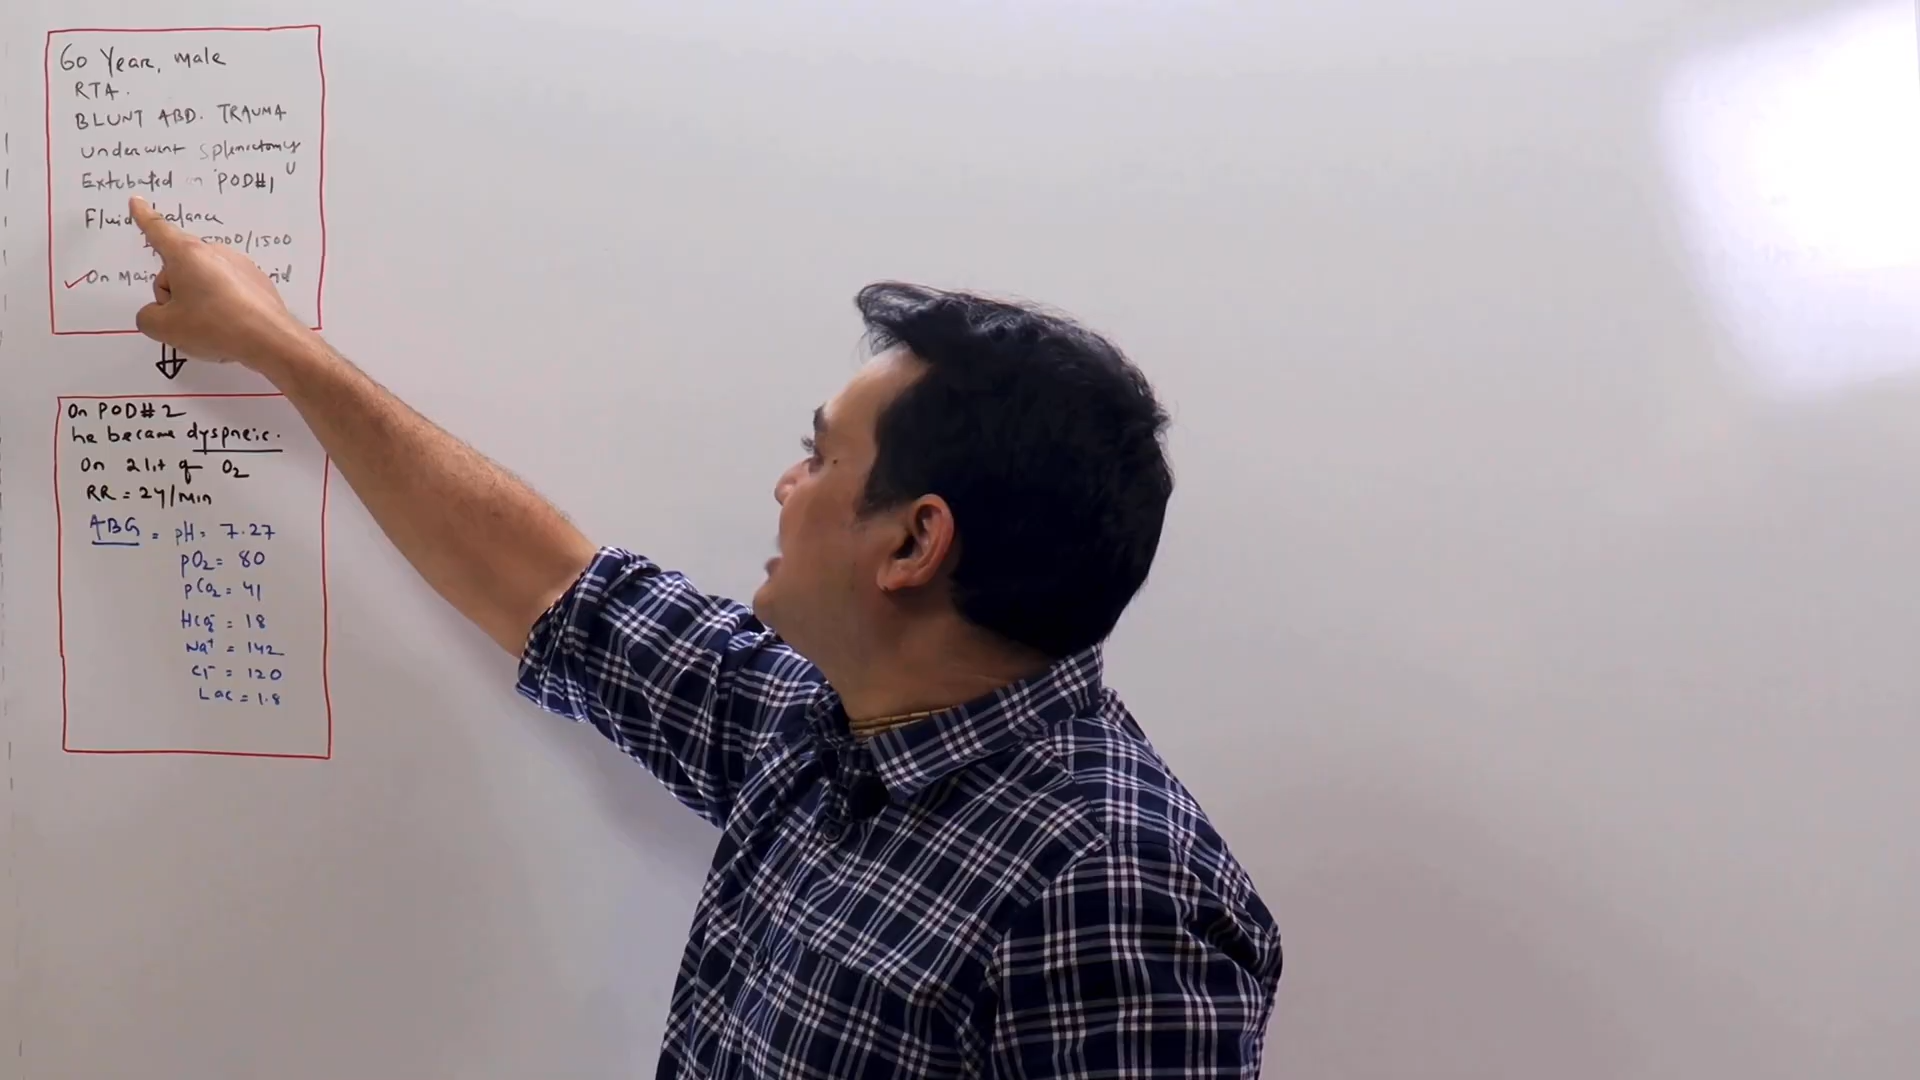 60 Year, male
RTA.
BLUNT ABD. TRAUMA
Underwent splenectomy
Extubated on POD#1
Fluid balance
5000/1500
On
On POD#2
he became dyspneic.
On 2 lit of O2
RR = 24/min
ABG = pH = 7.27
pO2 = 80
pCO2 = 41
HCO3- = 18
Na+ = 142
Cl- = 120
Lac = 1.8